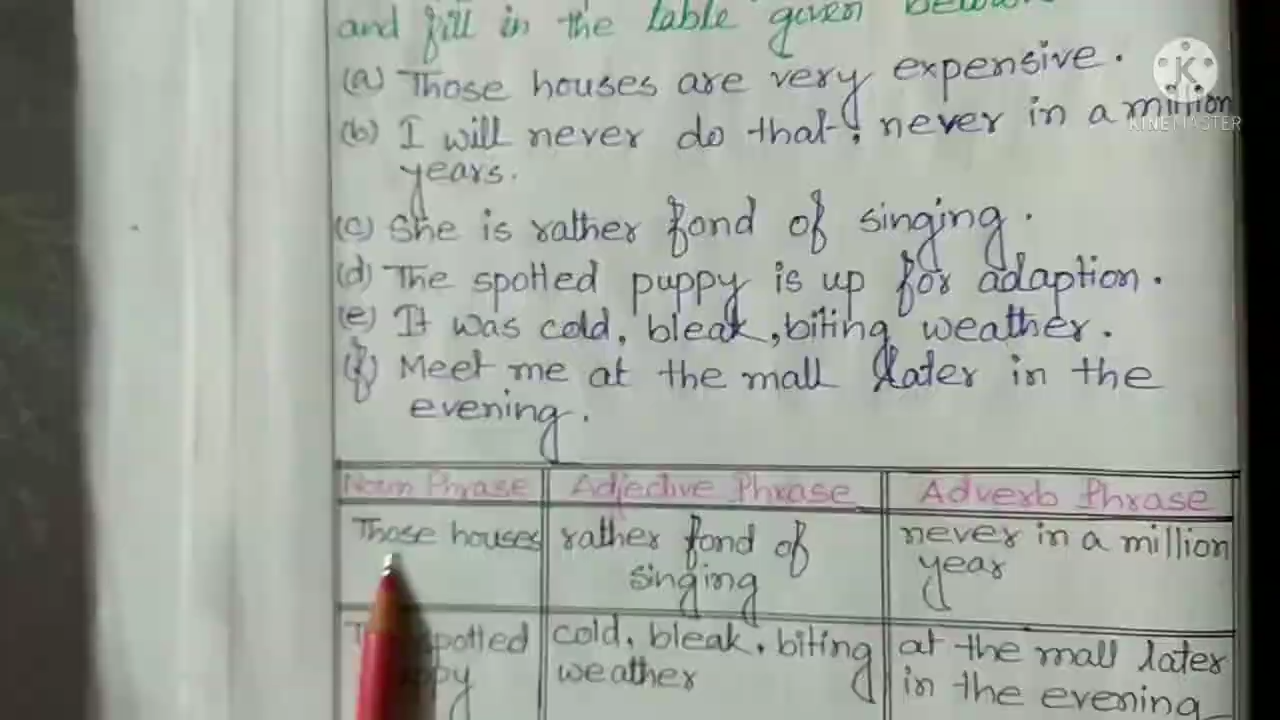 and fill in the table given below
(a) Those houses are very expensive.
(b) I will never do that, never in a million
years.
(c) She is rather fond of singing.
(d) The spotted puppy is up for adaption.
(e) It was cold, bleak, biting weather.
(f) Meet me at the mall later in the
evening.
Noun Phrase Adjective Phrase Adverb Phrase
Those houses rather fond of never in a million
singing year
spotted cold, bleak, biting at the mall later
weather in the evening
K
KINEMASTER